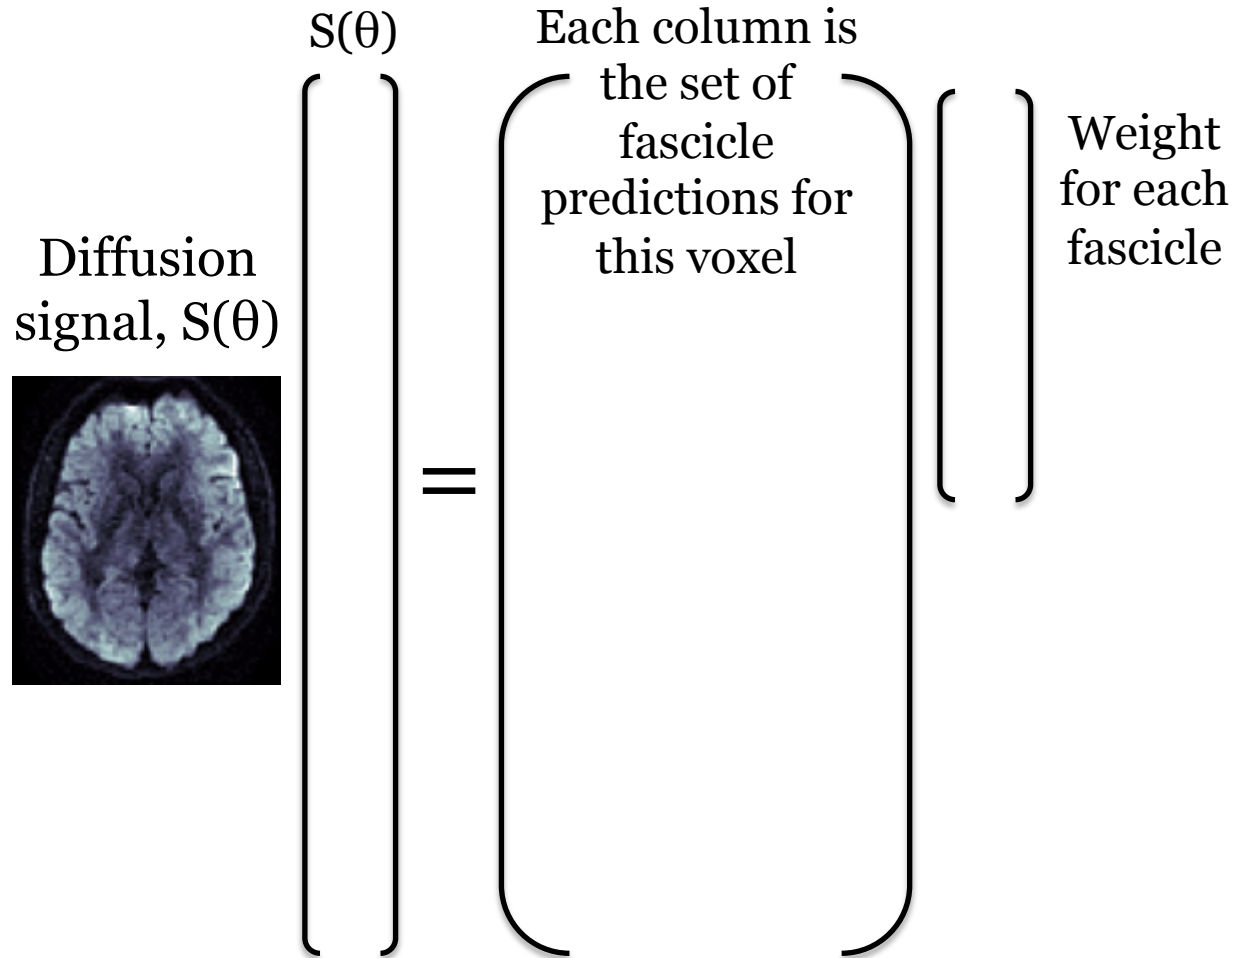 S(θ)
Each column is
the set of
fascicle
predictions for
this voxel
Weight
for each
fascicle
Diffusion
signal, S(θ)
=